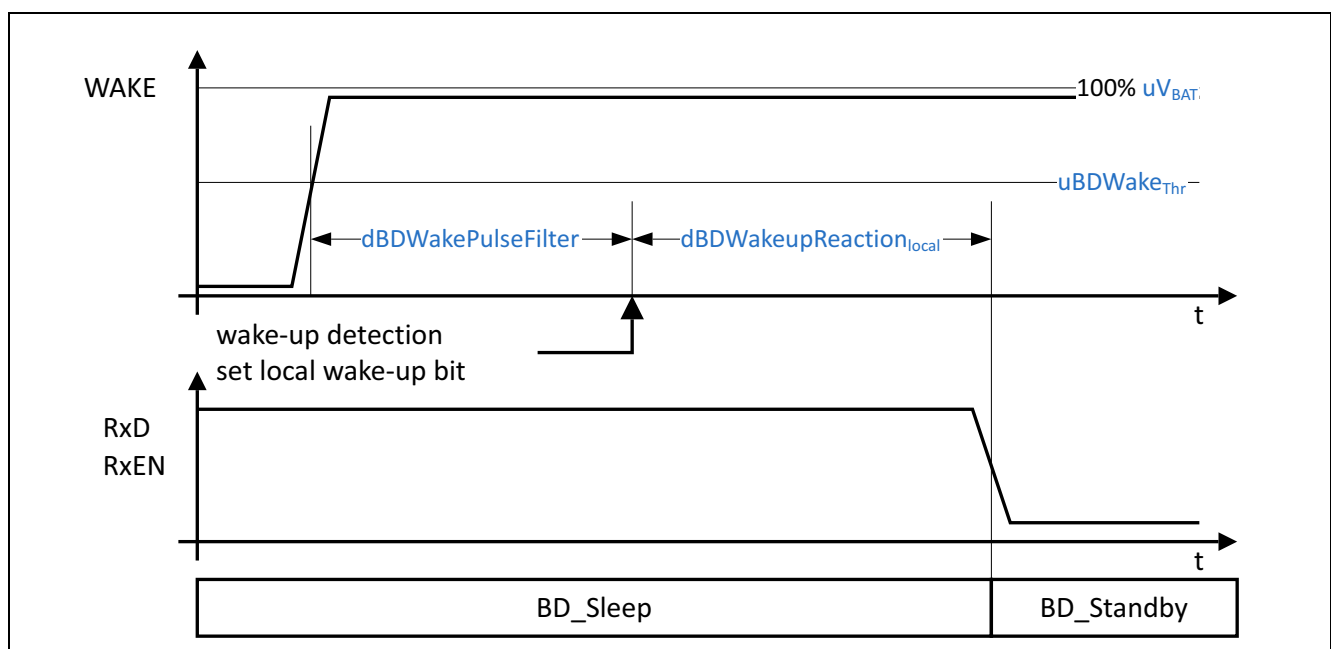 WAKE
100% uVBAT
uBDWakeThr
dBDWakePulseFilter
dBDWakeupReactionlocal
t
wake-up detection
set local wake-up bit
RxD
RxEN
t
BD_Sleep
BD_Standby